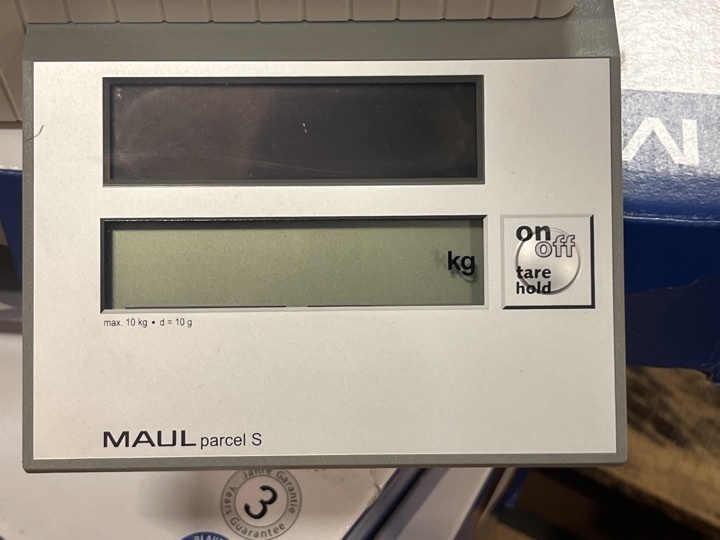 kg
on
off
tare
hold
max. 10 kg • d = 10 g
MAUL parcel S
Jahre Garantie
3
Years Guarantee